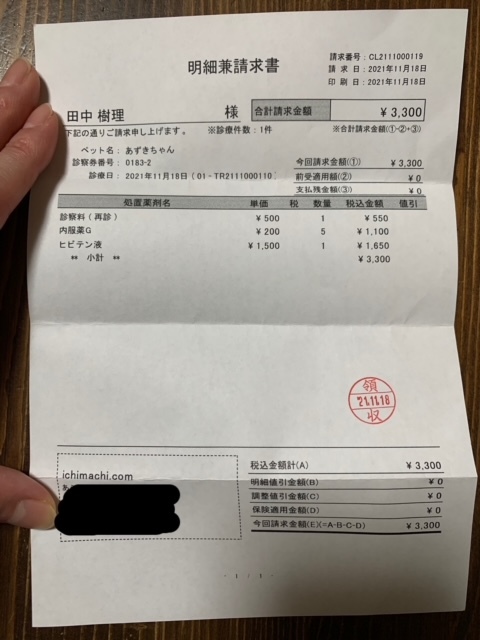 明細兼請求書
請求番号：CL2111000119
請 求 日：2021年11月18日
印 刷 日：2021年11月18日
田中 樹理 様
合計請求金額 ¥3,300
下記の通りご請求申し上げます。 ※診療件数：1件
※合計請求金額(①-②+③)
ペット名：あずきちゃん
診察券番号：0183-2
診療日：2021年11月18日(01-TR2111000110)
今回請求金額(①) ¥3,300
前受適用額(②) ¥0
支払残金額(③) ¥0
処置薬剤名 単価 税 数量 税込金額 値引
診察料(再診) ¥500 1 ¥550
内服薬G ¥200 5 ¥1,100
ヒビテン液 ¥1,500 1 ¥1,650
** 小計 ** ¥3,300
領
'21.11.18
収
税込金額計(A) ¥3,300
明細値引金額(B) ¥0
調整値引金額(C) ¥0
保険適用金額(D) ¥0
今回請求金額(E)(=A-B-C-D) ¥3,300
ichimachi.com
- 1 / 1 -